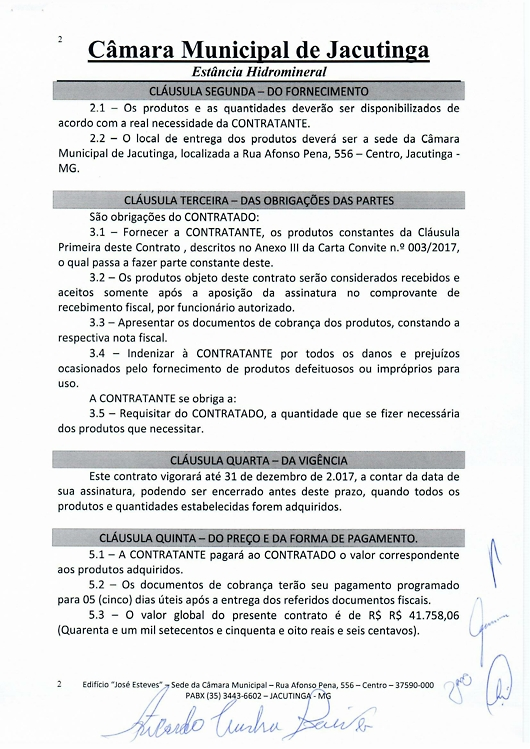 2
Câmara Municipal de Jacutinga
Estância Hidromineral
CLÁUSULA SEGUNDA – DO FORNECIMENTO
2.1 – Os produtos e as quantidades deverão ser disponibilizados de
acordo com a real necessidade da CONTRATANTE.
2.2 – O local de entrega dos produtos deverá ser a sede da Câmara
Municipal de Jacutinga, localizada a Rua Afonso Pena, 556 – Centro, Jacutinga -
MG.
CLÁUSULA TERCEIRA – DAS OBRIGAÇÕES DAS PARTES
São obrigações do CONTRATADO:
3.1 – Fornecer a CONTRATANTE, os produtos constantes da Cláusula
Primeira deste Contrato , descritos no Anexo III da Carta Convite n.º 003/2017,
o qual passa a fazer parte constante deste.
3.2 – Os produtos objeto deste contrato serão considerados recebidos e
aceitos somente após a aposição da assinatura no comprovante de
recebimento fiscal, por funcionário autorizado.
3.3 – Apresentar os documentos de cobrança dos produtos, constando a
respectiva nota fiscal.
3.4 – Indenizar à CONTRATANTE por todos os danos e prejuízos
ocasionados pelo fornecimento de produtos defeituosos ou impróprios para
uso.
A CONTRATANTE se obriga a:
3.5 – Requisitar do CONTRATADO, a quantidade que se fizer necessária
dos produtos que necessitar.
CLÁUSULA QUARTA – DA VIGÊNCIA
Este contrato vigorará até 31 de dezembro de 2.017, a contar da data de
sua assinatura, podendo ser encerrado antes deste prazo, quando todos os
produtos e quantidades estabelecidas forem adquiridos.
CLÁUSULA QUINTA – DO PREÇO E DA FORMA DE PAGAMENTO.
5.1 – A CONTRATANTE pagará ao CONTRATADO o valor correspondente
aos produtos adquiridos.
5.2 – Os documentos de cobrança terão seu pagamento programado
para 05 (cinco) dias úteis após a entrega dos referidos documentos fiscais.
5.3 – O valor global do presente contrato é de R$ R$ 41.758,06
(Quarenta e um mil setecentos e cinquenta e oito reais e seis centavos).
2 Edifício "José Esteves" – Sede da Câmara Municipal – Rua Afonso Pena, 556 – Centro – 37590-000
PABX (35) 3443-6602 – JACUTINGA - MG